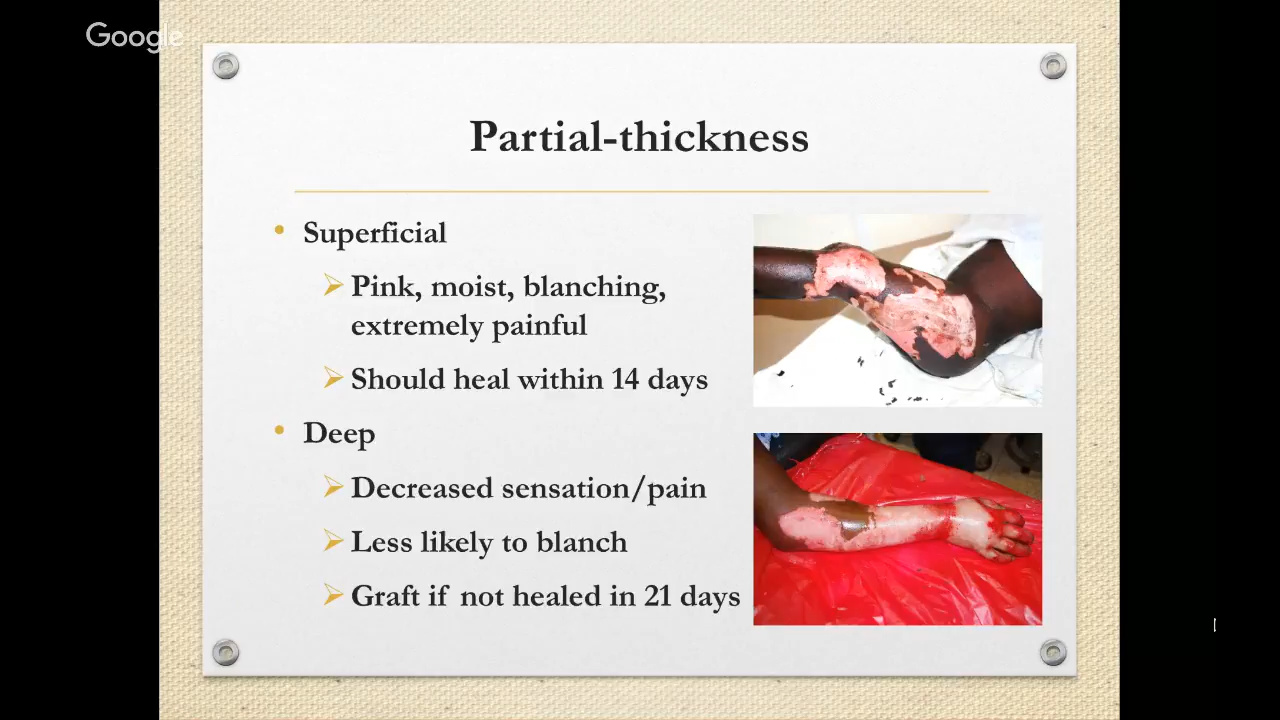 Google
Partial-thickness
• Superficial
➢ Pink, moist, blanching,
extremely painful
➢ Should heal within 14 days
• Deep
➢ Decreased sensation/pain
➢ Less likely to blanch
➢ Graft if not healed in 21 days